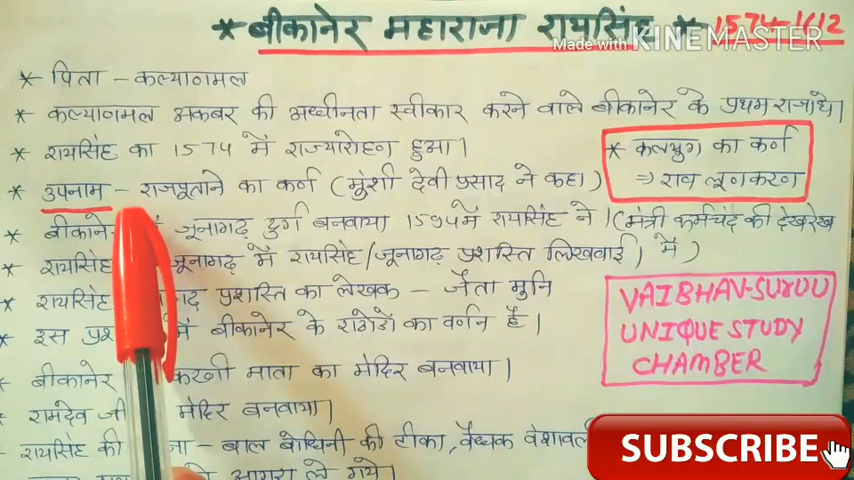 * बीकानेर महाराजा रायसिंह * 1574-1612
Made with KINEMASTER
* पिता - कल्याणमल
* कल्याणमल अकबर की अधीनता स्वीकार करने वाले बीकानेर के प्रथम राजा थे।
* रायसिंह का 1574 में राज्यारोहण हुआ।
* कलयुग का कर्ण
⇒ राव लूणकरण
* उपनाम - राजपूताने का कर्ण (मुंशी देवी प्रसाद ने कहा)
* बीकाने जूनागढ़ दुर्ग बनवाया 1594 में रायसिंह ने। (मंत्री कर्मचंद की देखरेख में)
* रायसिंह जूनागढ़ में रायसिंह/जूनागढ़ प्रशस्ति लिखवाई।
* रायसिंह प्रशस्ति का लेखक - जैता मुनि
* इस प्रश में बीकानेर के राठौडों का वर्णन है।
* बीकानेर करणी माता का मंदिर बनवाया।
* रामदेव जी मंदिर बनवाया।
* रायसिंह की - बाल बोधिनी की टीका, वैधक वंशावली
आगरा ले गये।
VAIBHAV-SURDU
UNIQUE STUDY
CHAMBER
SUBSCRIBE